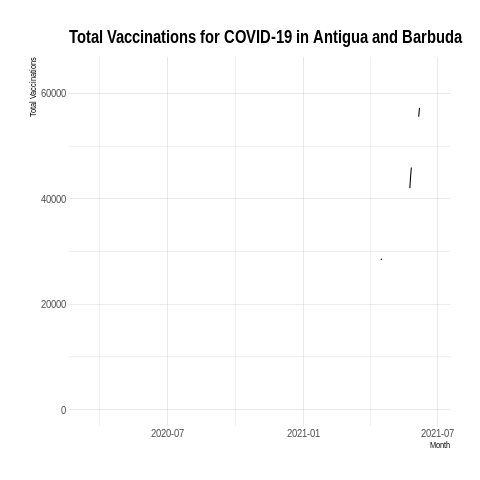 Total Vaccinations for COVID-19 in Antigua and Barbuda
Total Vaccinations
60000
40000
20000
0
2020-07 2021-01 2021-07
Month